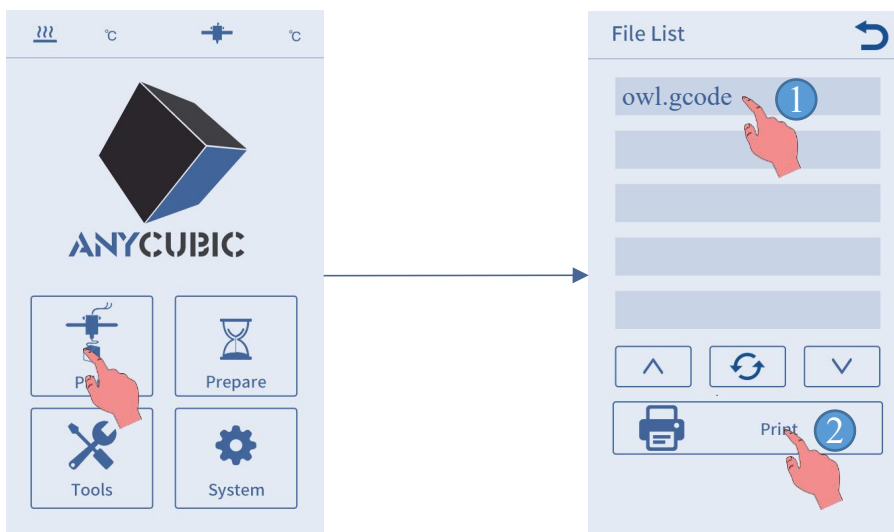 ℃
℃
ANYCUBIC
Prepare
Tools
System
File List
owl.gcode
1
Print
2